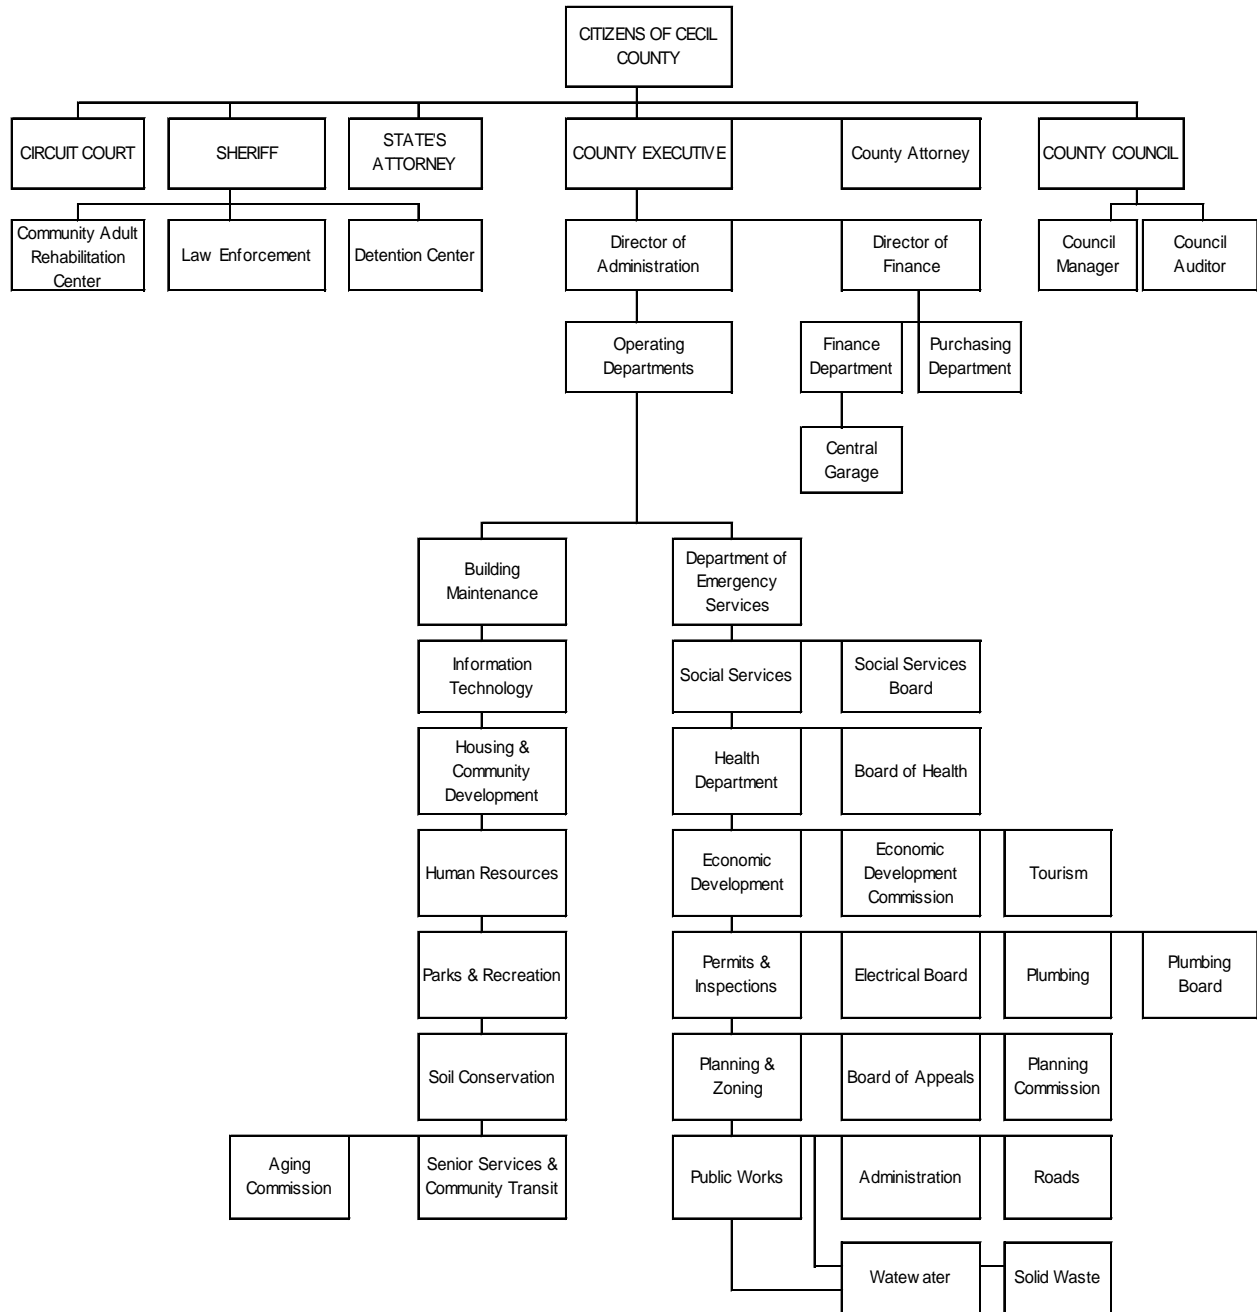 CITIZENS OF CECIL
COUNTY
CIRCUIT COURT
SHERIFF
STATE'S
ATTORNEY
COUNTY EXECUTIVE
County Attorney
COUNTY COUNCIL
Community Adult
Rehabilitation
Center
Law Enforcement
Detention Center
Director of
Administration
Director of
Finance
Council
Manager
Council
Auditor
Operating
Departments
Finance
Department
Purchasing
Department
Central
Garage
Building
Maintenance
Department of
Emergency
Services
Information
Technology
Social Services
Social Services
Board
Housing &
Community
Development
Health
Department
Board of Health
Human Resources
Economic
Development
Economic
Development
Commission
Tourism
Parks & Recreation
Permits &
Inspections
Electrical Board
Plumbing
Plumbing
Board
Soil Conservation
Planning &
Zoning
Board of Appeals
Planning
Commission
Aging
Commission
Senior Services &
Community Transit
Public Works
Administration
Roads
Watewater
Solid Waste